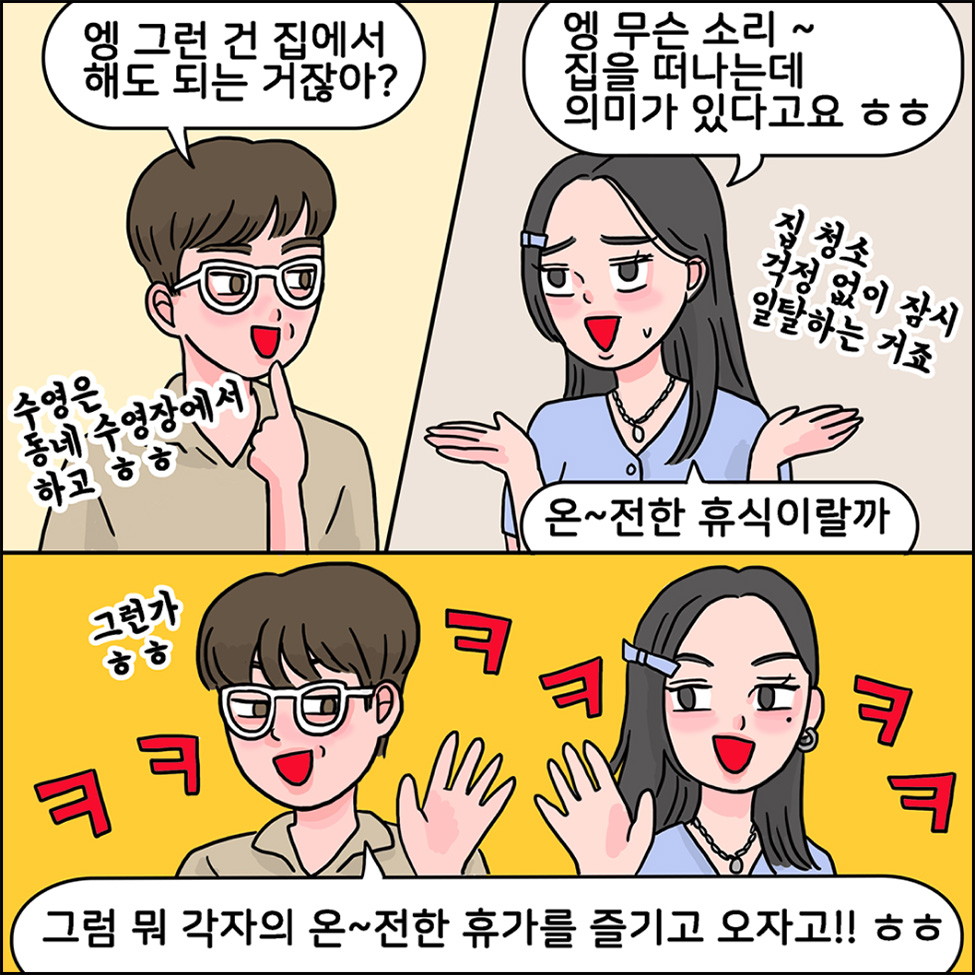 엥 그런 건 집에서
해도 되는 거잖아?
수영은
동네 수영장에서
하고 ㅎㅎ
엥 무슨 소리 ~
집을 떠나는데
의미가 있다고요 ㅎㅎ
집 청소
걱정 없이 잠시
일탈하는 거죠
온~전한 휴식이랄까
그런가
ㅎㅎ
ㅋㅋ
ㅋㅋ
ㅋㅋ
그럼 뭐 각자의 온~전한 휴가를 즐기고 오자고!! ㅎㅎ